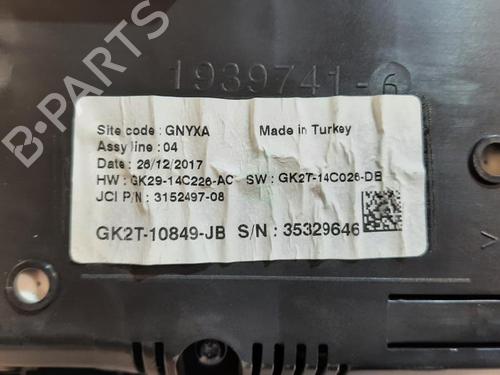 1939741-6
Site code : GNYXA Made in Turkey
Assy line : 04
Date : 26/12/2017
HW : GK29-14C226-AC SW : GK2T-14C026-DB
JCI P/N : 3152497-08
GK2T-10849-JB S/N : 35329646
B-PARTS